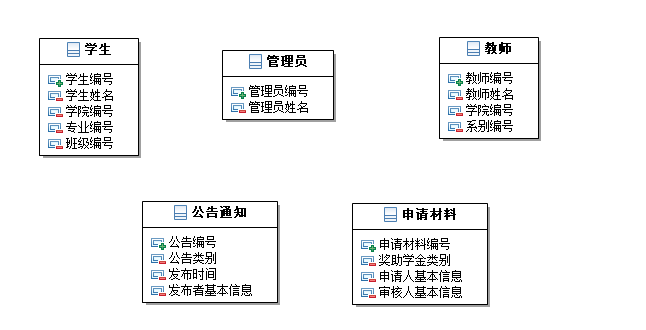 学生
学生编号
学生姓名
学院编号
专业编号
班级编号
管理员
管理员编号
管理员姓名
教师
教师编号
教师姓名
学院编号
系别编号
公告通知
公告编号
公告类别
发布时间
发布者基本信息
申请材料
申请材料编号
奖助学金类别
申请人基本信息
审核人基本信息